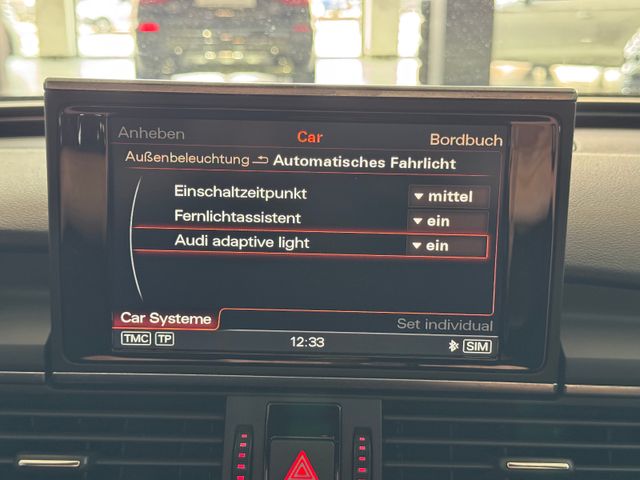 Anheben Car Bordbuch
Außenbeleuchtung Automatisches Fahrlicht
Einschaltzeitpunkt mittel
Fernlichtassistent ein
Audi adaptive light ein
Car Systeme Set individual
TMC TP 12:33 SIM